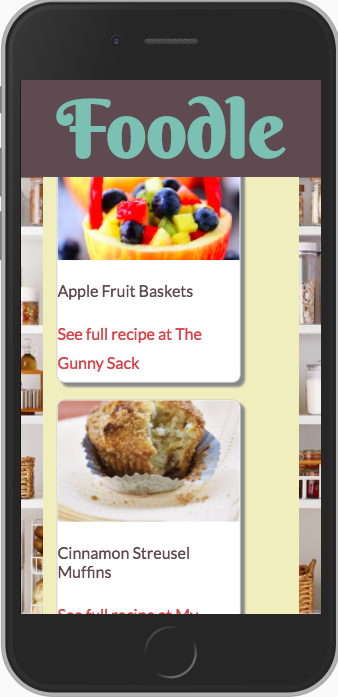 Foodle
Apple Fruit Baskets
See full recipe at The
Gunny Sack
Cinnamon Streusel
Muffins
See full recipe at My